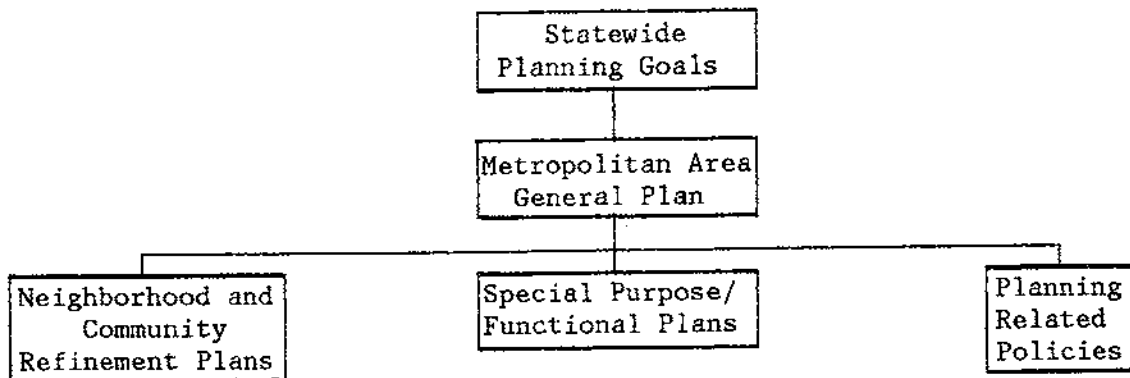 Statewide
Planning Goals
Metropolitan Area
General Plan
Neighborhood and
Community
Refinement Plans
Special Purpose/
Functional Plans
Planning
Related
Policies